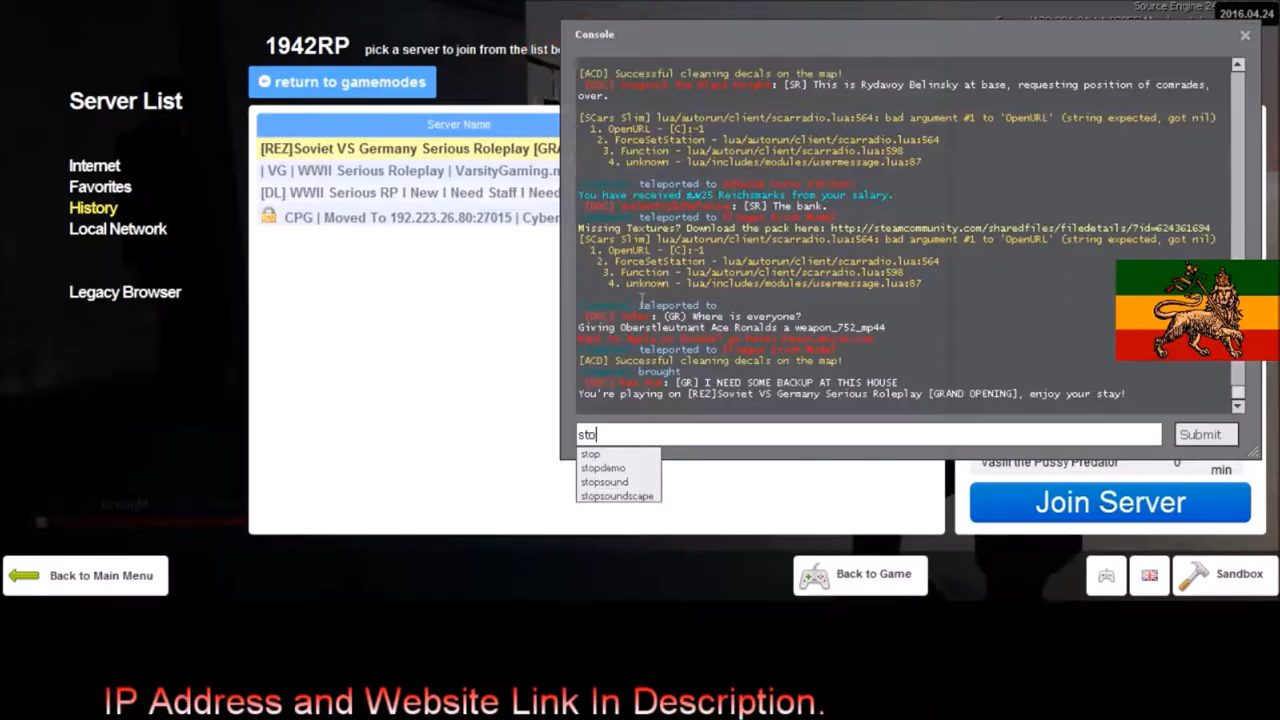 Source Engine 24
2016.04.24
1942RP pick a server to join from the list be
return to gamemodes
Server List
Internet
Favorites
History
Local Network
Legacy Browser
Server Name
[REZ]Soviet VS Germany Serious Roleplay [GRA
| VG | WWII Serious Roleplay | VarsityGaming.n
[DL] WWII Serious RP I New I Need Staff I Need
CPG | Moved To 192.223.26.80:27015 | Cyber
Console
[ACD] Successful cleaning decals on the map!
[SR] This is Rydavoy Belinsky at base, requesting position of comrades,
over.
[SCars Slim] lua/autorun/client/scarradio.lua:564: bad argument #1 to 'OpenURL' (string expected, got nil)
1. OpenURL - [C]:-1
2. ForceSetStation - lua/autorun/client/scarradio.lua:564
3. Function - lua/autorun/client/scarradio.lua:598
4. unknown - lua/includes/modules/usermessage.lua:87
teleported to
You have received 25 Reichsmarks from your salary.
[SR] The bank.
teleported to
Missing Textures? Download the pack here: http://steamcommunity.com/sharedfiles/filedetails/?id=624361694
[SCars Slim] lua/autorun/client/scarradio.lua:564: bad argument #1 to 'OpenURL' (string expected, got nil)
1. OpenURL - [C]:-1
2. ForceSetStation - lua/autorun/client/scarradio.lua:564
3. Function - lua/autorun/client/scarradio.lua:598
4. unknown - lua/includes/modules/usermessage.lua:87
teleported to
(GR) Where is everyone?
Giving Oberstleutnant Ace Ronalds a weapon_752_mp44
teleported to
[ACD] Successful cleaning decals on the map!
brought
[GR] I NEED SOME BACKUP AT THIS HOUSE
You're playing on [REZ]Soviet VS Germany Serious Roleplay [GRAND OPENING], enjoy your stay!
sto
Submit
stop
stopdemo
stopsound
stopsoundscape
Vasili the Pussy Predator 0 min
Join Server
Back to Main Menu
Back to Game
Sandbox
IP Address and Website Link In Description.